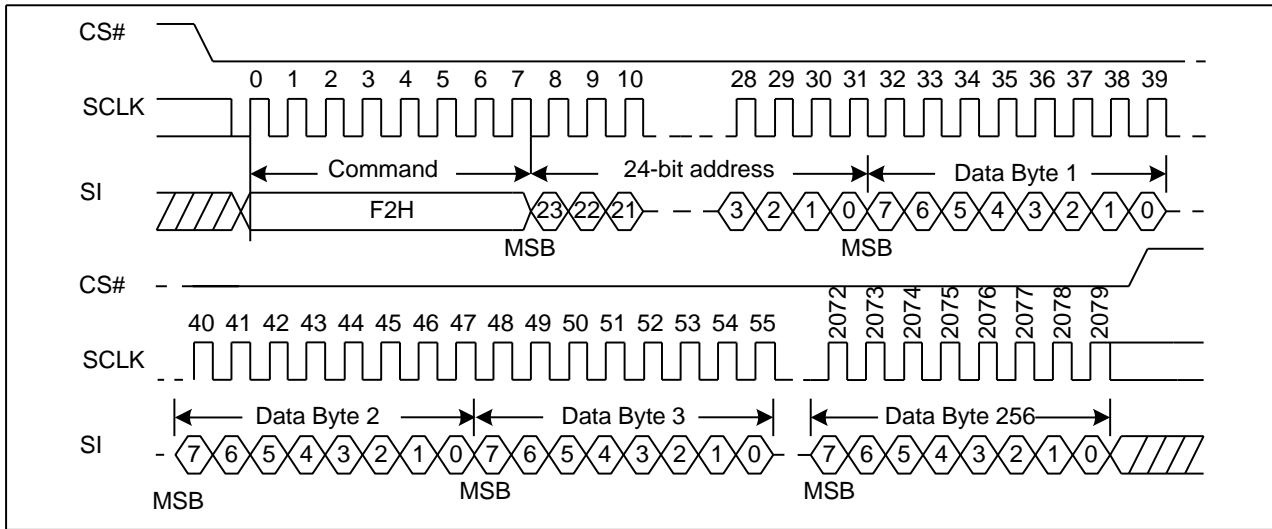 CS#
0 1 2 3 4 5 6 7 8 9 10 28 29 30 31 32 33 34 35 36 37 38 39
SCLK
Command 24-bit address Data Byte 1
SI
F2H 23 22 21 3 2 1 0 7 6 5 4 3 2 1 0
MSB MSB
CS#
40 41 42 43 44 45 46 47 48 49 50 51 52 53 54 55 2072 2073 2074 2075 2076 2077 2078 2079
SCLK
Data Byte 2 Data Byte 3 Data Byte 256
SI
7 6 5 4 3 2 1 0 7 6 5 4 3 2 1 0 7 6 5 4 3 2 1 0
MSB MSB MSB